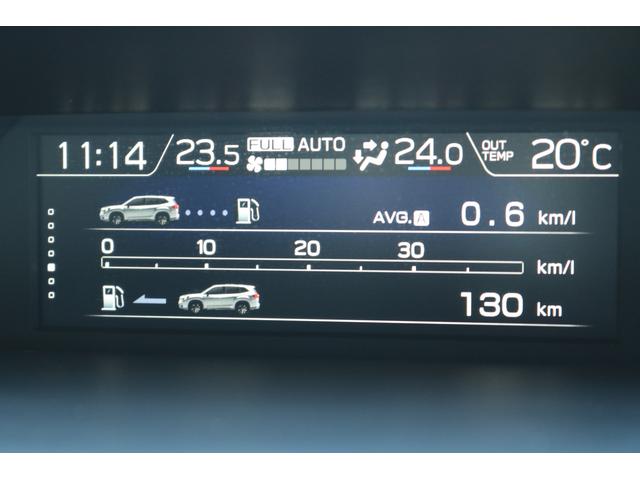 11:14 23.5 FULL AUTO 24.0 OUT TEMP 20°C
AVG. A 0.6 km/l
0 10 20 30
km/l
130 km